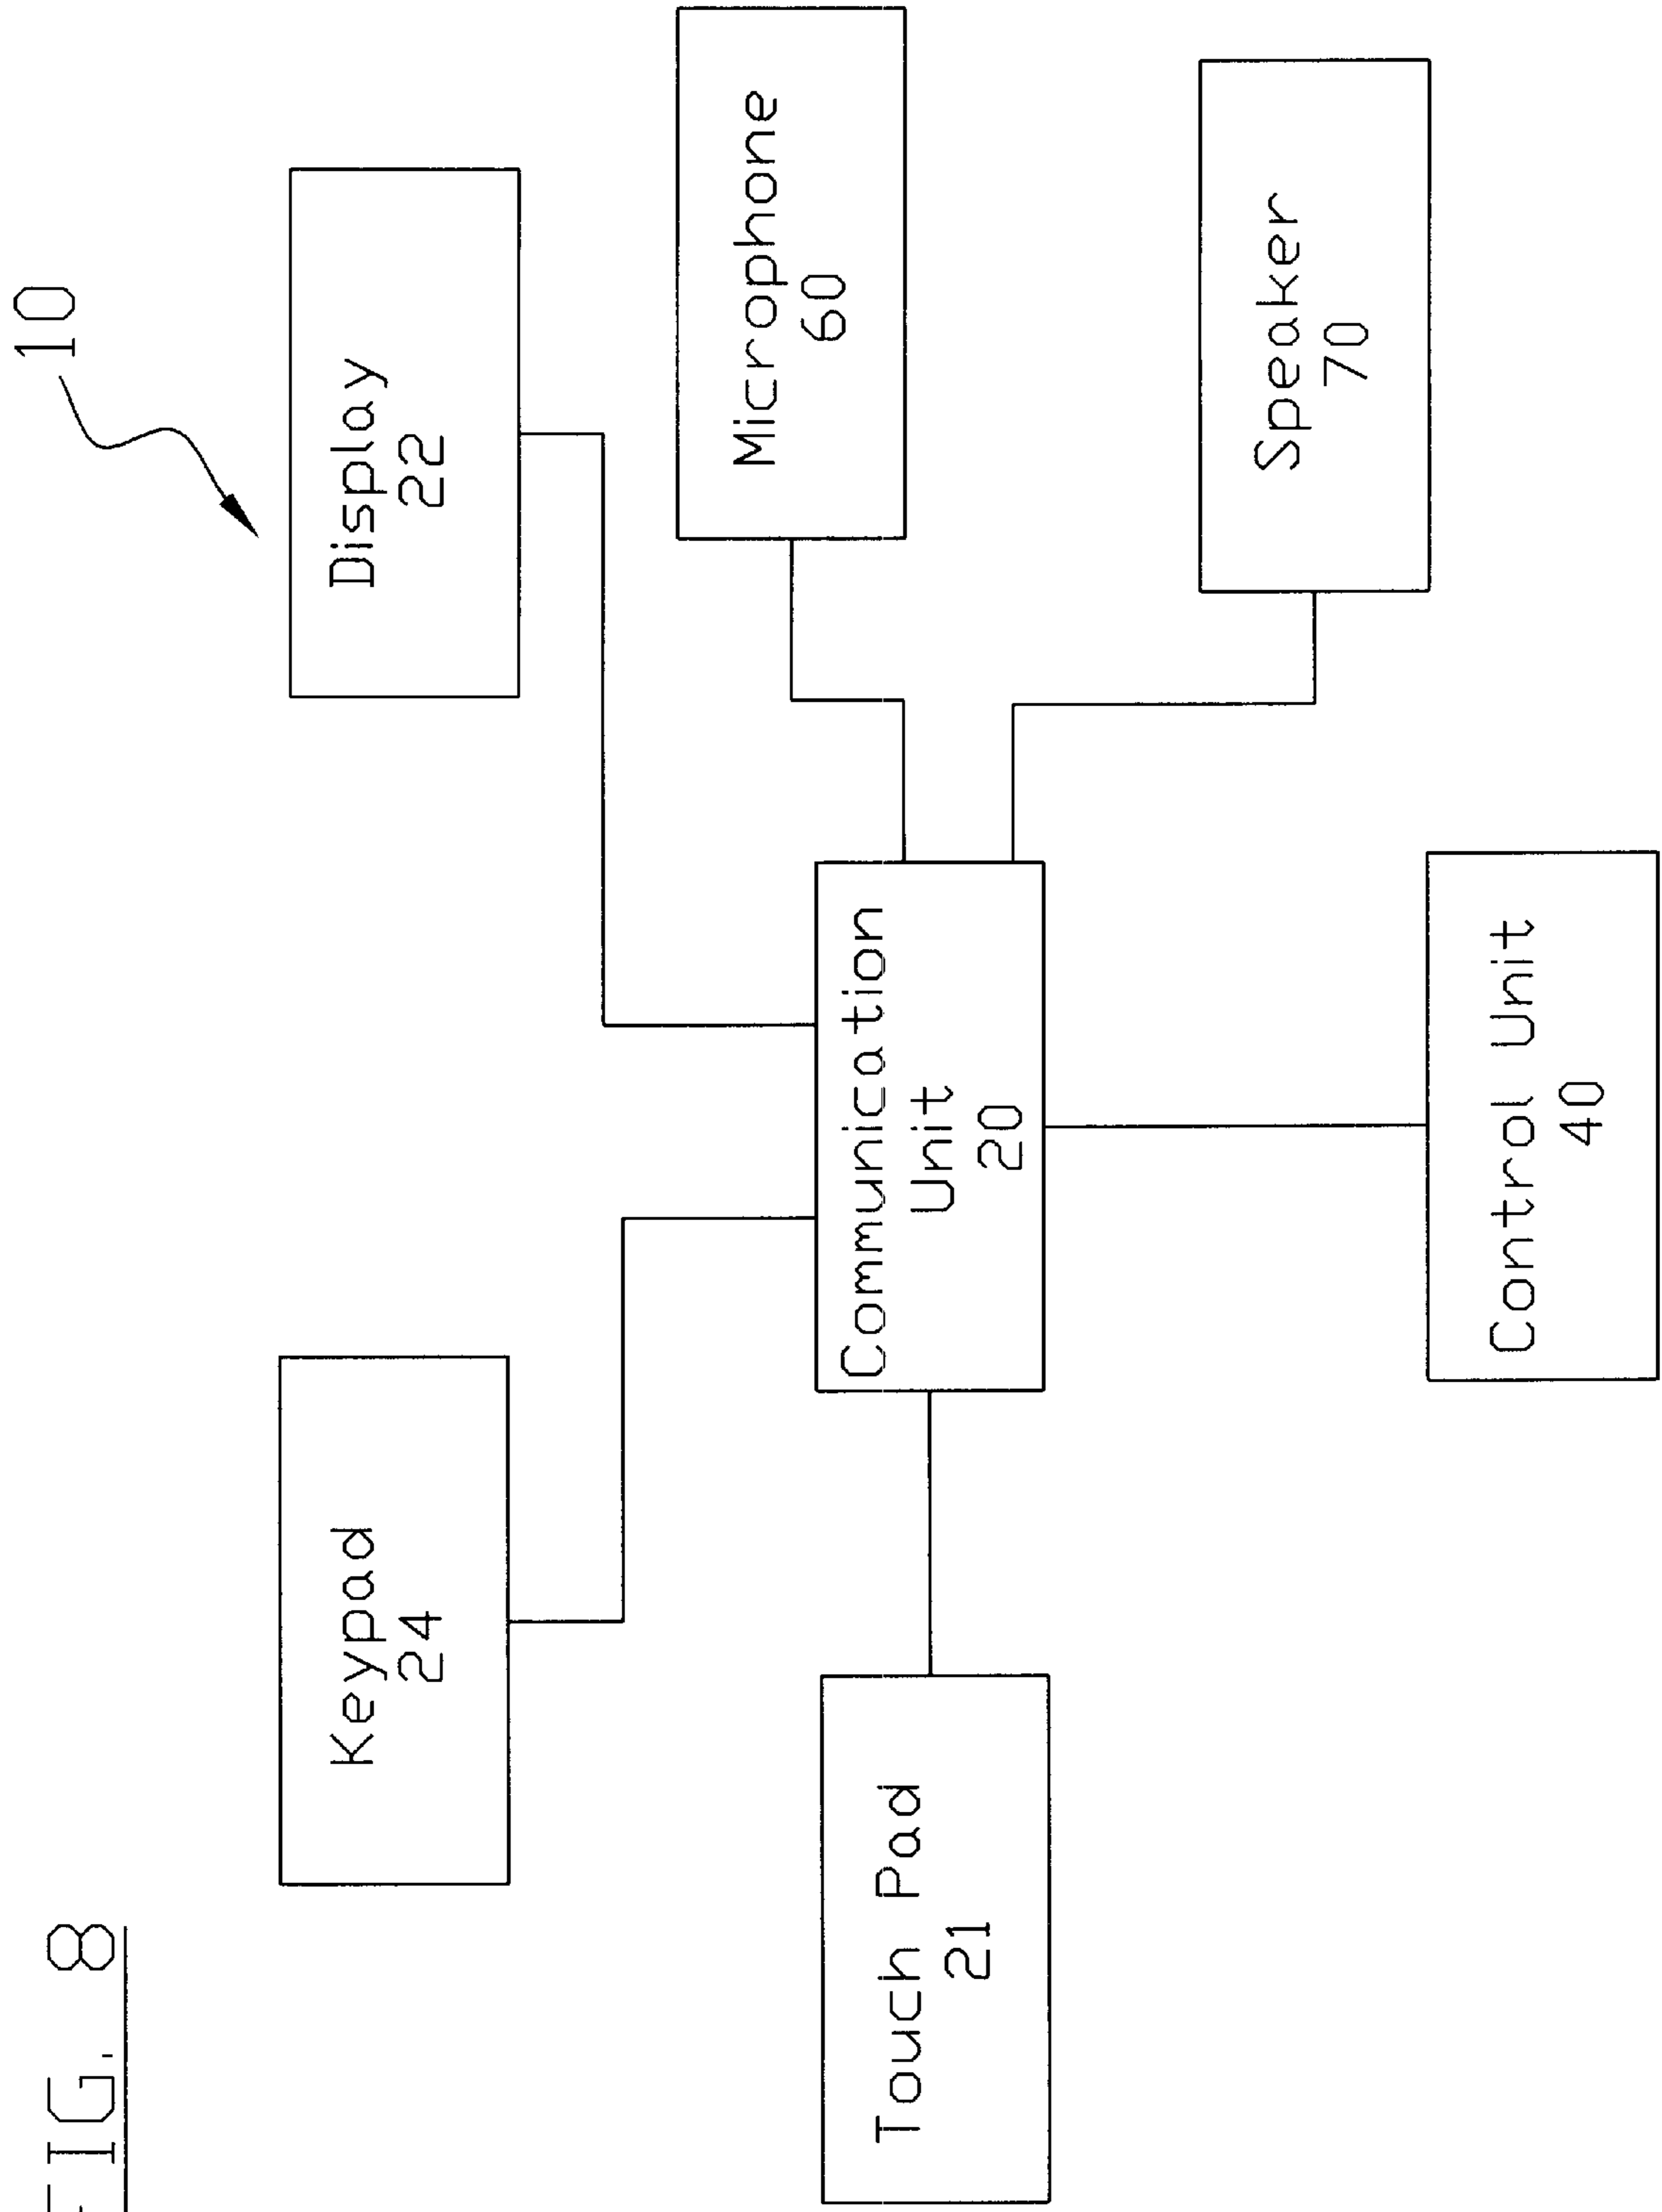 FIG. 8
10
Keypad
24
Display
22
Microphone
60
Touch Pad
21
Communication
Unit
20
Speaker
70
Control Unit
40